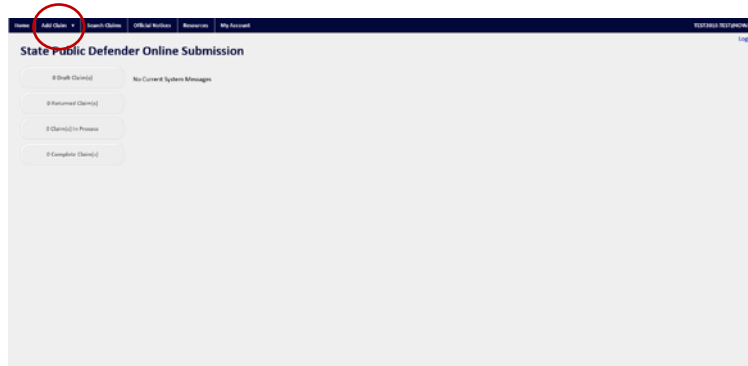 Home Add Claim ▼ Search Claims Official Notices Resources My Account
State Public Defender Online Submission
0 Draft Claim(s) No Current System Messages
0 Returned Claim(s)
0 Claim(s) In Process
0 Complete Claim(s)